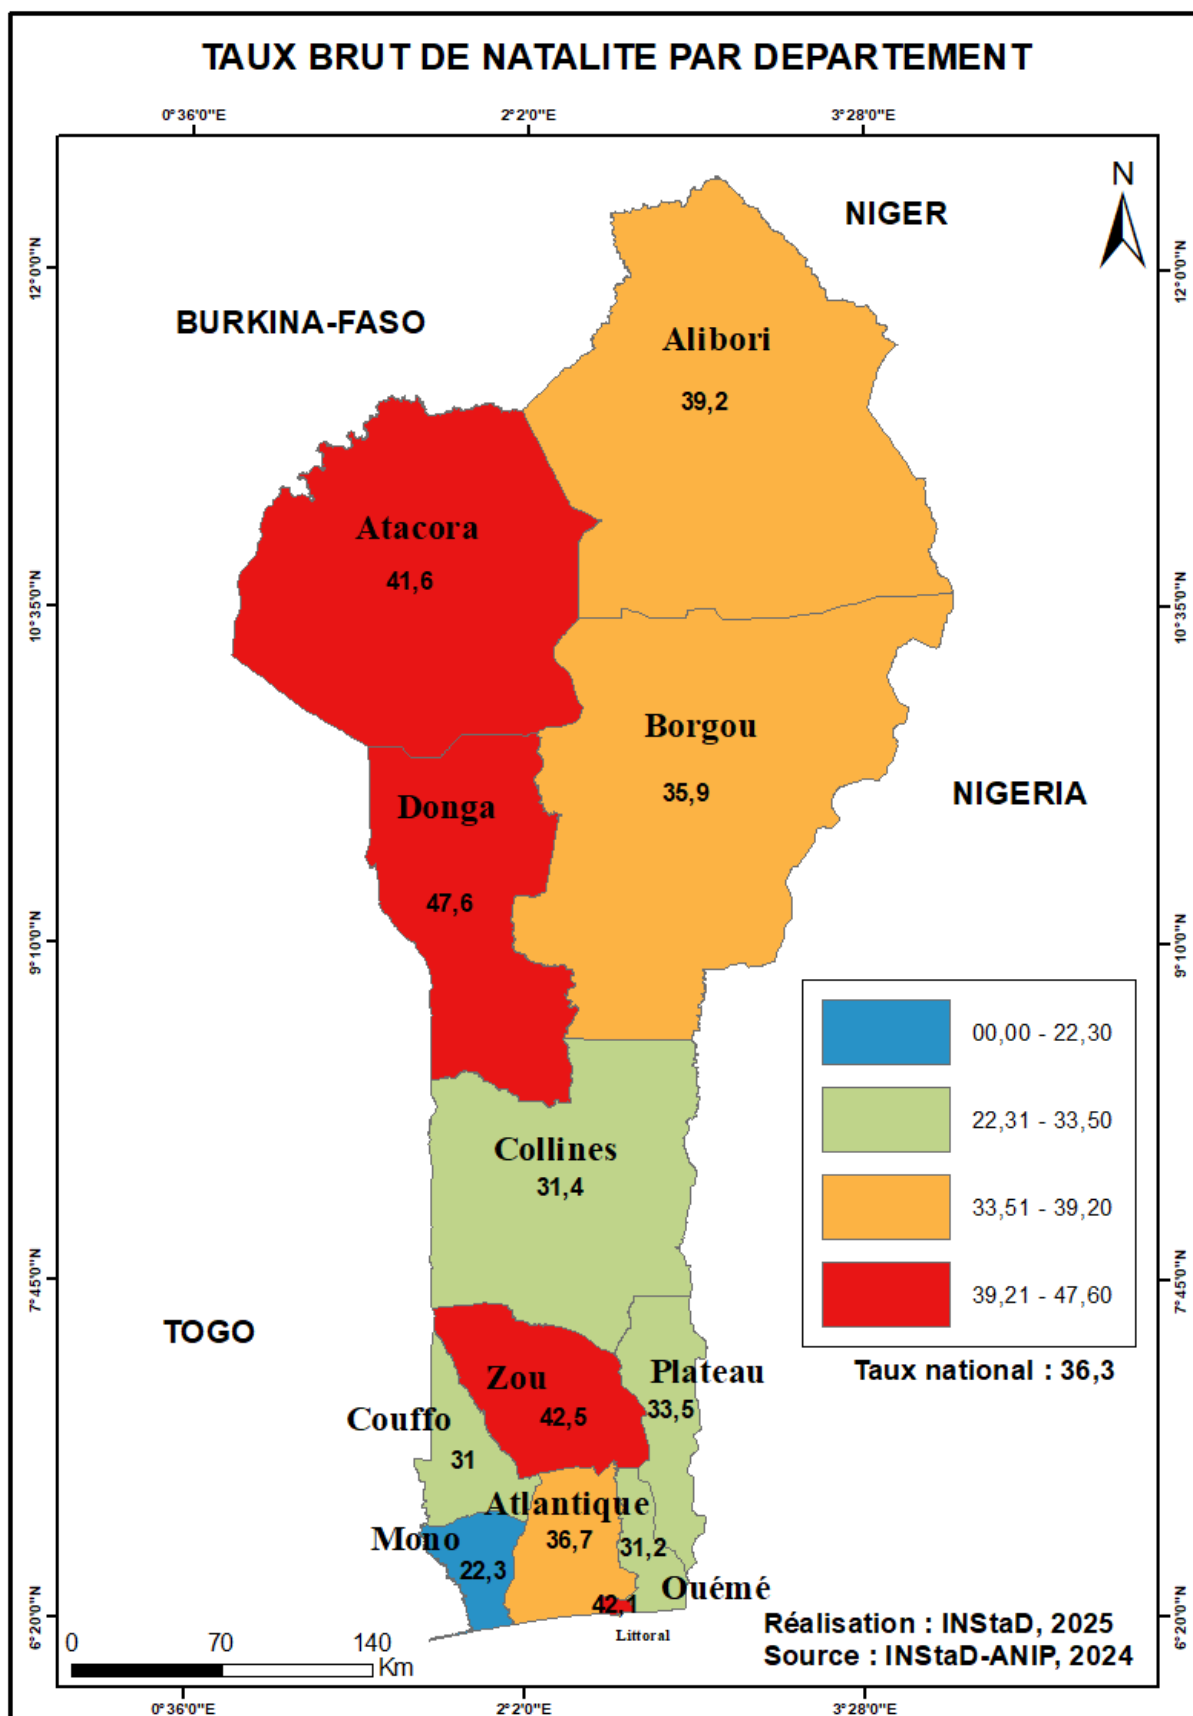 TAUX BRUT DE NATALITE PAR DEPARTEMENT
0°36'0"E
2°2'0"E
3°28'0"E
N
NIGER
12°0'0"N
12°0'0"N
BURKINA-FASO
Alibori
39,2
Atacora
41,6
10°35'0"N
10°35'0"N
Borgou
35,9
NIGERIA
Donga
47,6
9°10'0"N
9°10'0"N
00,00 - 22,30
22,31 - 33,50
33,51 - 39,20
39,21 - 47,60
Taux national : 36,3
Collines
31,4
7°45'0"N
7°45'0"N
TOGO
Zou
42,5
Plateau
33,5
Couffo
31
Atlantique
36,7
Mono
22,3
31,2
Ouémé
42,1
Littoral
6°20'0"N
6°20'0"N
Réalisation : INStaD, 2025
Source : INStaD-ANIP, 2024
0 70 140
Km
0°36'0"E
2°2'0"E
3°28'0"E